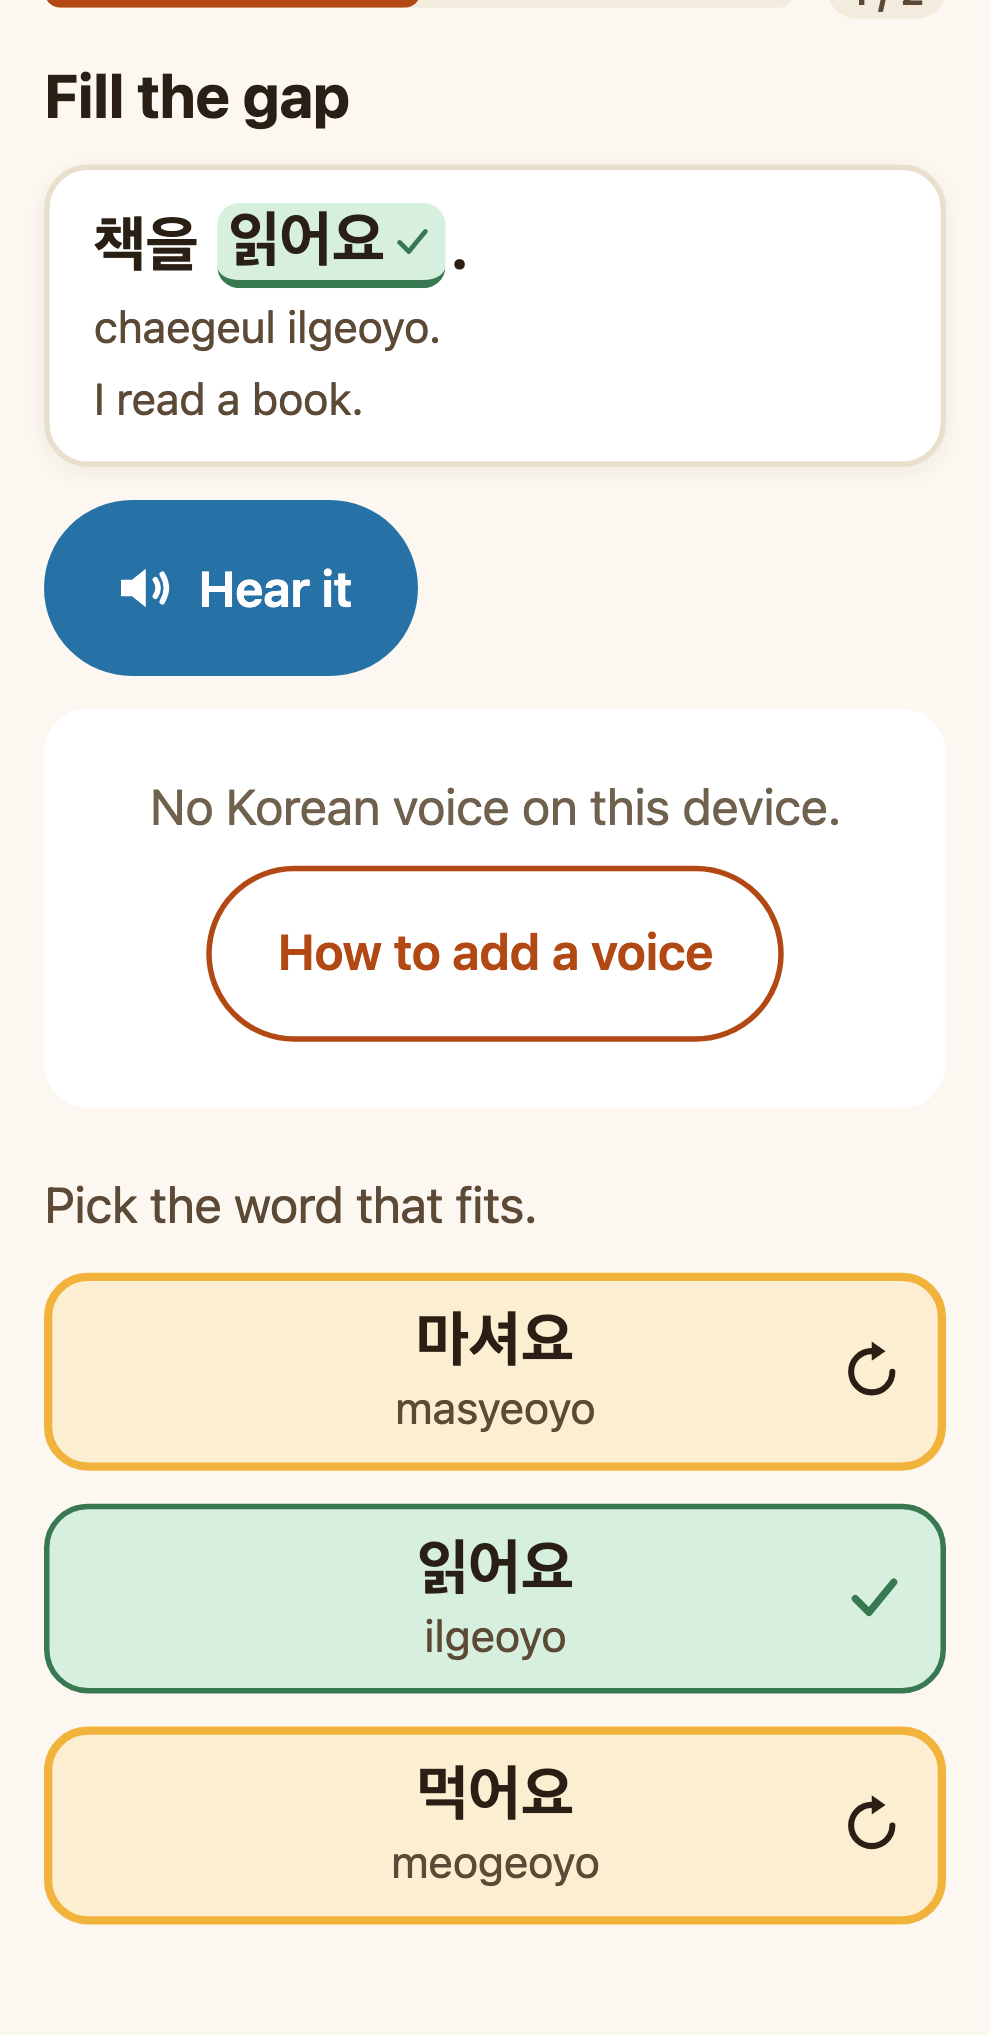 Fill the gap
책을 읽어요 .
chaegeul ilgeoyo.
I read a book.
Hear it
No Korean voice on this device.
How to add a voice
Pick the word that fits.
마셔요
masyeoyo
읽어요
ilgeoyo
먹어요
meogeoyo